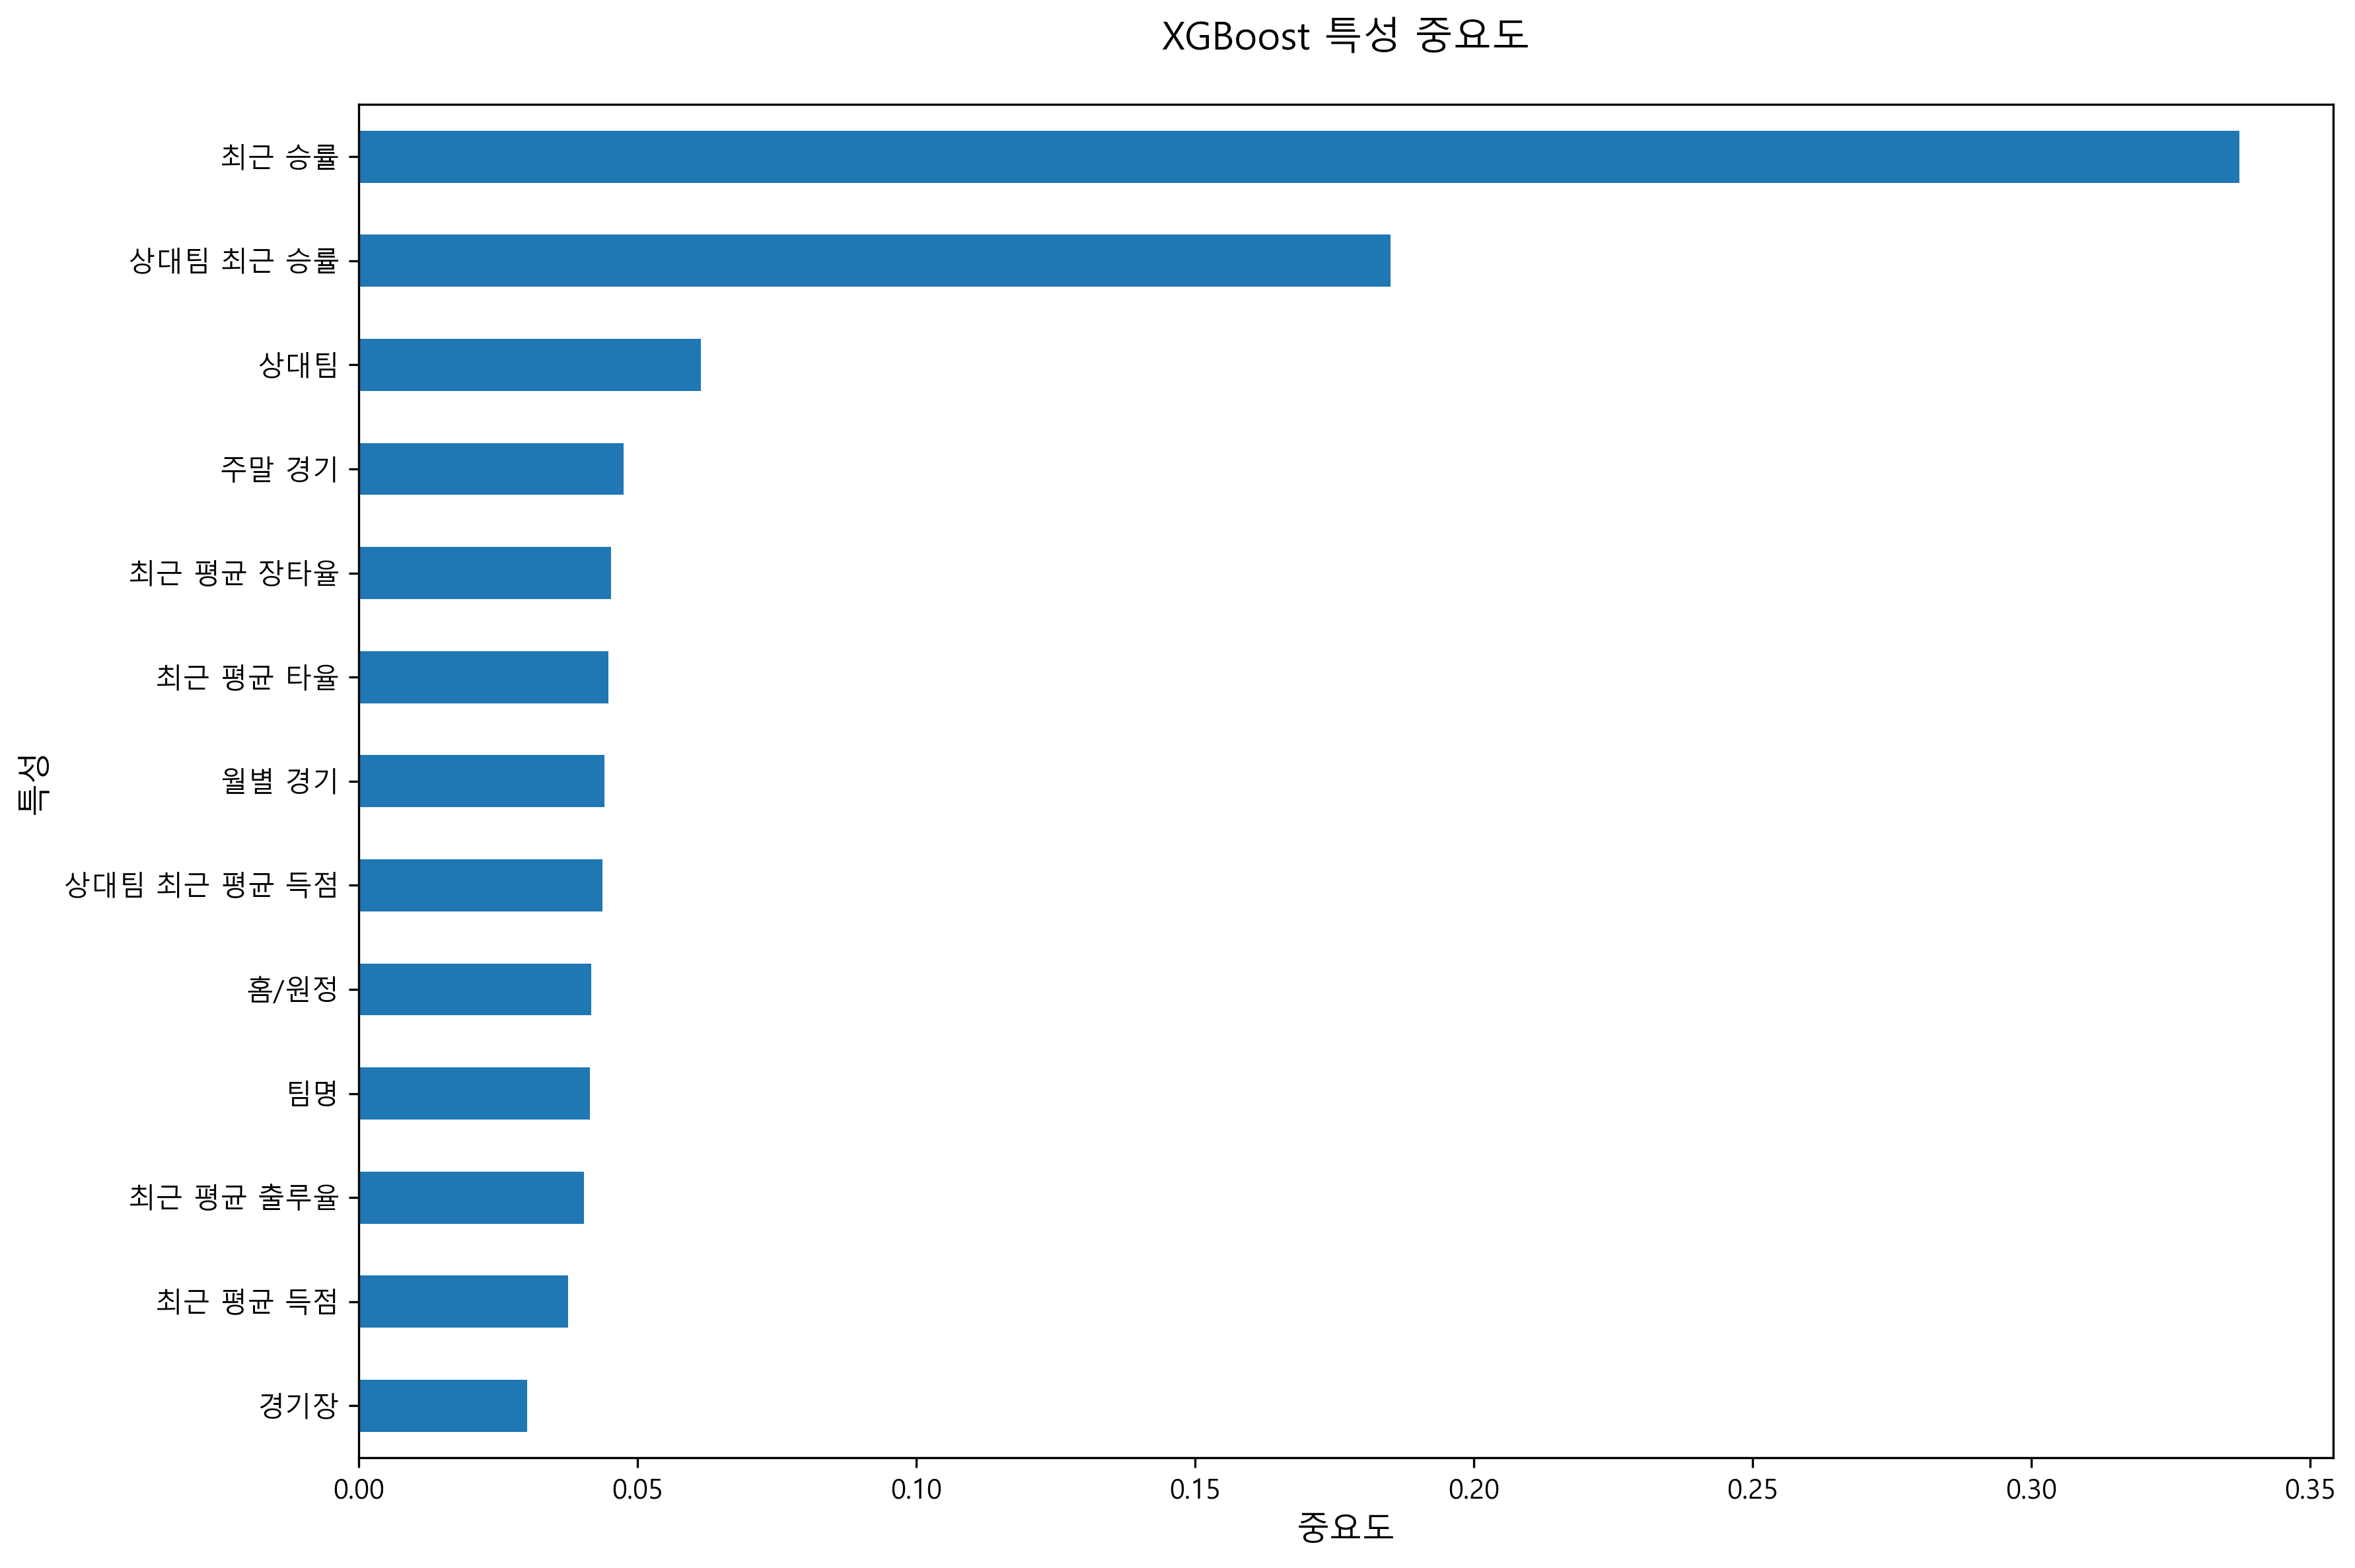 XGBoost 특성 중요도
최근 승률
상대팀 최근 승률
상대팀
주말 경기
최근 평균 장타율
최근 평균 타율
월별 경기
상대팀 최근 평균 득점
홈/원정
팀명
최근 평균 출루율
최근 평균 득점
경기장
특성
0.00 0.05 0.10 0.15 0.20 0.25 0.30 0.35
중요도